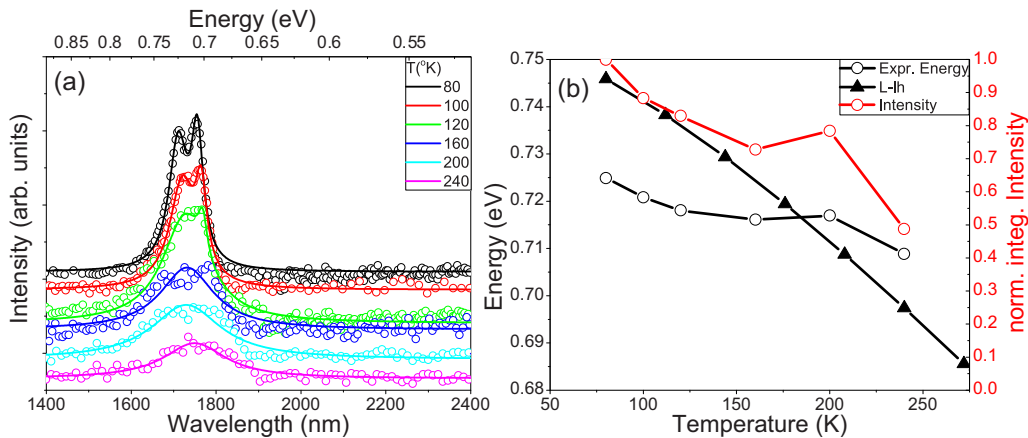 Energy (eV)
0.85 0.8 0.75 0.7 0.65 0.6 0.55
(a)
T(°K)
80
100
120
160
200
240
Intensity (arb. units)
1400 1600 1800 2000 2200 2400
Wavelength (nm)
(b)
Expr. Energy
L-lh
Intensity
0.75
0.74
0.73
0.72
0.71
0.70
0.69
0.68
Energy (eV)
50 100 150 200 250
Temperature (K)
1.0
0.9
0.8
0.7
0.6
0.5
0.4
0.3
0.2
0.1
0.0
norm. integ. Intensity